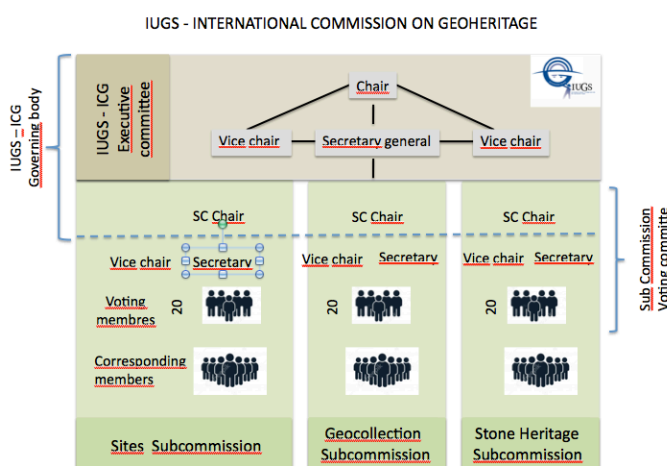 IUGS - INTERNATIONAL COMMISSION ON GEOHERITAGE
IUGS – ICG
Governing body
IUGS - ICG
Executive
committee
IUGS
Chair
Vice chair
Secretary general
Vice chair
SC Chair
SC Chair
SC Chair
Vice chair
Secretary
Vice chair
Secretary
Vice chair
Secretary
Voting
membres
20
20
20
Corresponding
members
Sub Commission
Voting committe
Sites Subcommission
Geocollection
Subcommission
Stone Heritage
Subcommission